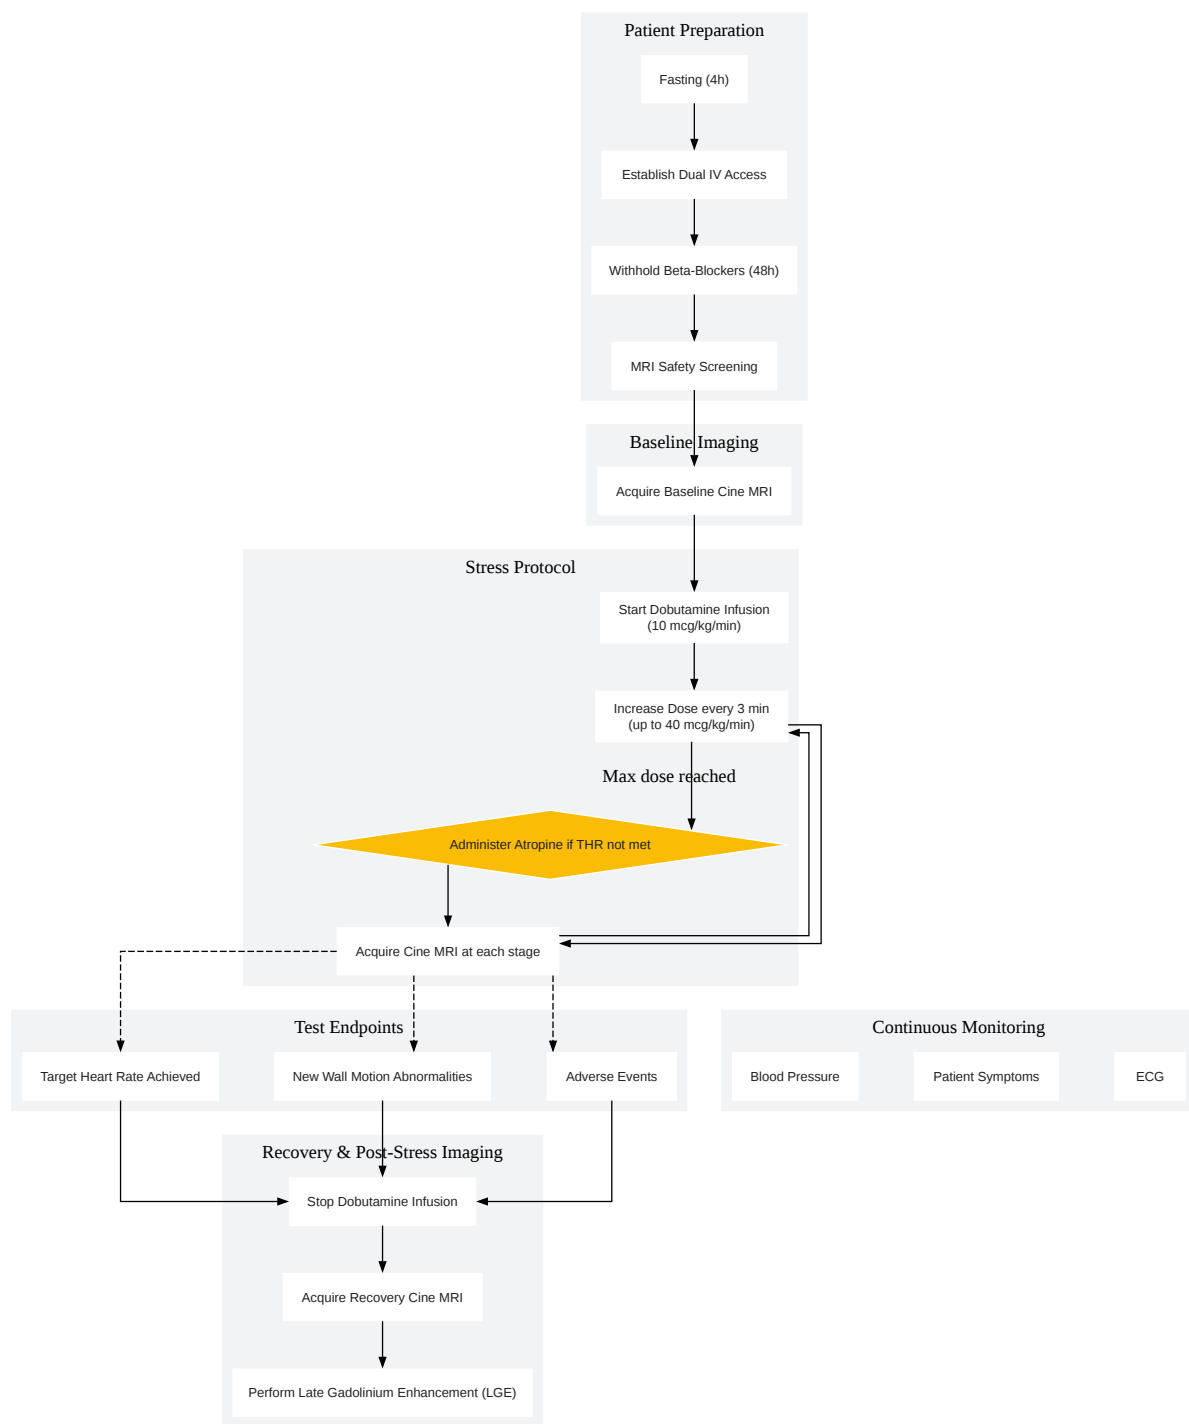 Patient Preparation
Fasting (4h)
Establish Dual IV Access
Withhold Beta-Blockers (48h)
MRI Safety Screening
Baseline Imaging
Acquire Baseline Cine MRI
Stress Protocol
Start Dobutamine Infusion
(10 mcg/kg/min)
Increase Dose every 3 min
(up to 40 mcg/kg/min)
Max dose reached
Administer Atropine if THR not met
Acquire Cine MRI at each stage
Test Endpoints
Target Heart Rate Achieved
New Wall Motion Abnormalities
Adverse Events
Continuous Monitoring
Blood Pressure
Patient Symptoms
ECG
Recovery & Post-Stress Imaging
Stop Dobutamine Infusion
Acquire Recovery Cine MRI
Perform Late Gadolinium Enhancement (LGE)